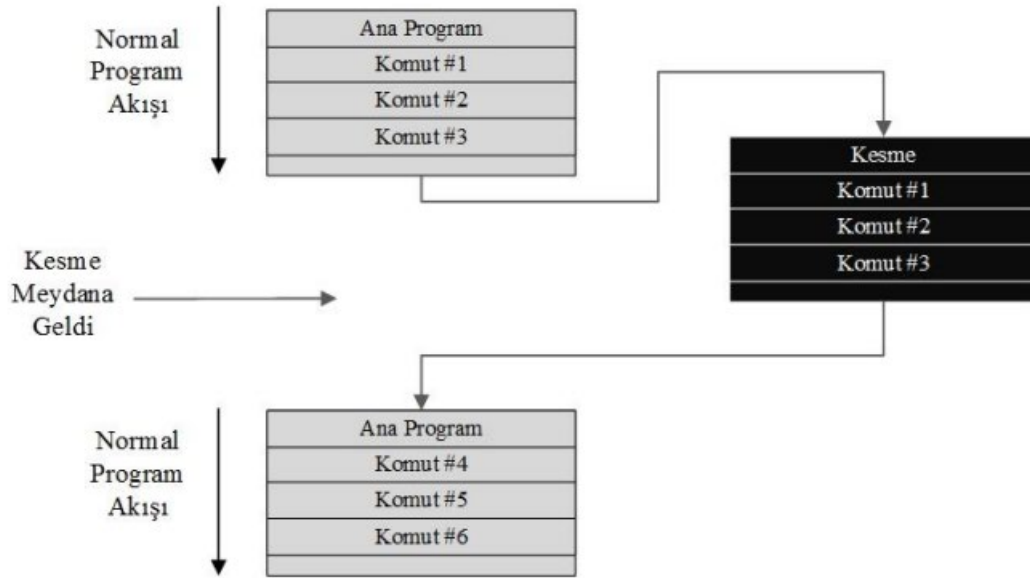 Normal
Program
Akışı
Ana Program
Komut #1
Komut #2
Komut #3
Kesme
Komut #1
Komut #2
Komut #3
Kesme
Meydana
Geldi
Normal
Program
Akışı
Ana Program
Komut #4
Komut #5
Komut #6